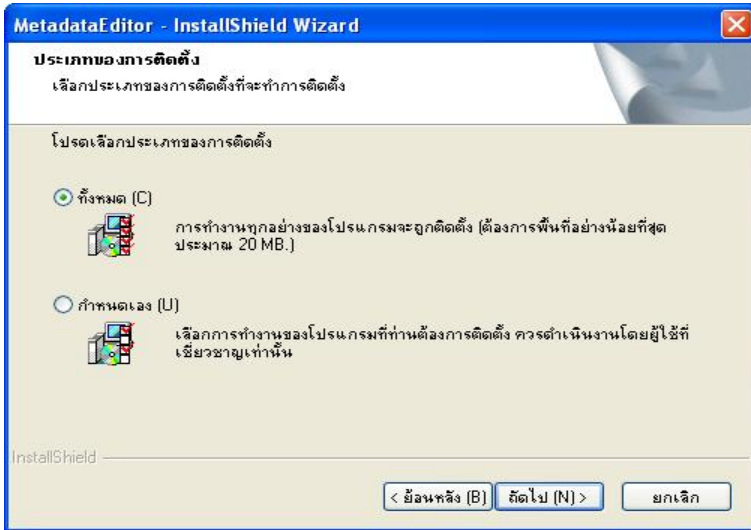 MetadataEditor - InstallShield Wizard
ประเภทของการติดตั้ง
เลือกประเภทของการติดตั้งที่จะทำการติดตั้ง
โปรดเลือกประเภทของการติดตั้ง
ทั้งหมด (C)
การทำงานทุกอย่างของโปรแกรมจะถูกติดตั้ง (ต้องการพื้นที่อย่างน้อยที่สุด
ประมาณ 20 MB.)
กำหนดเอง (U)
เลือกการทำงานของโปรแกรมที่ท่านต้องการติดตั้ง ควรดำเนินงานโดยผู้ใช้ที่
เชี่ยวชาญเท่านั้น
InstallShield
< ย้อนหลัง (B) ถัดไป (N) > ยกเลิก